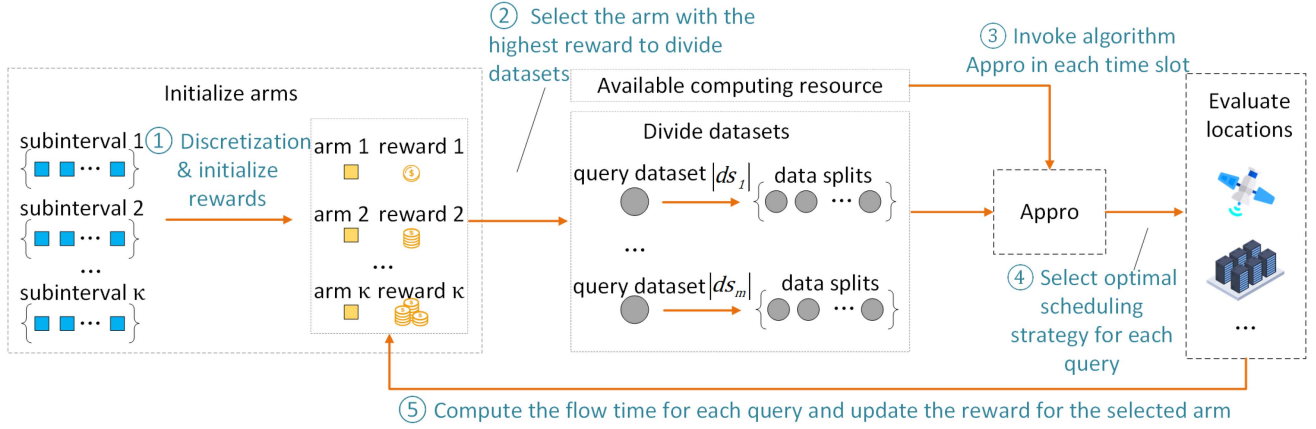 ② Select the arm with the
highest reward to divide
datasets
③ Invoke algorithm
Appro in each time slot
Initialize arms
Available computing resource
Evaluate
locations
subinterval 1
{ ... }
① Discretization
& initialize
rewards
arm 1 reward 1
Divide datasets
query dataset |ds₁| data splits
{ ... }
subinterval 2
{ ... }
arm 2 reward 2
Appro
...
...
...
subinterval κ
{ ... }
arm κ reward κ
query dataset |dsₘ| data splits
{ ... }
④ Select optimal
scheduling
strategy for each
query
...
⑤ Compute the flow time for each query and update the reward for the selected arm